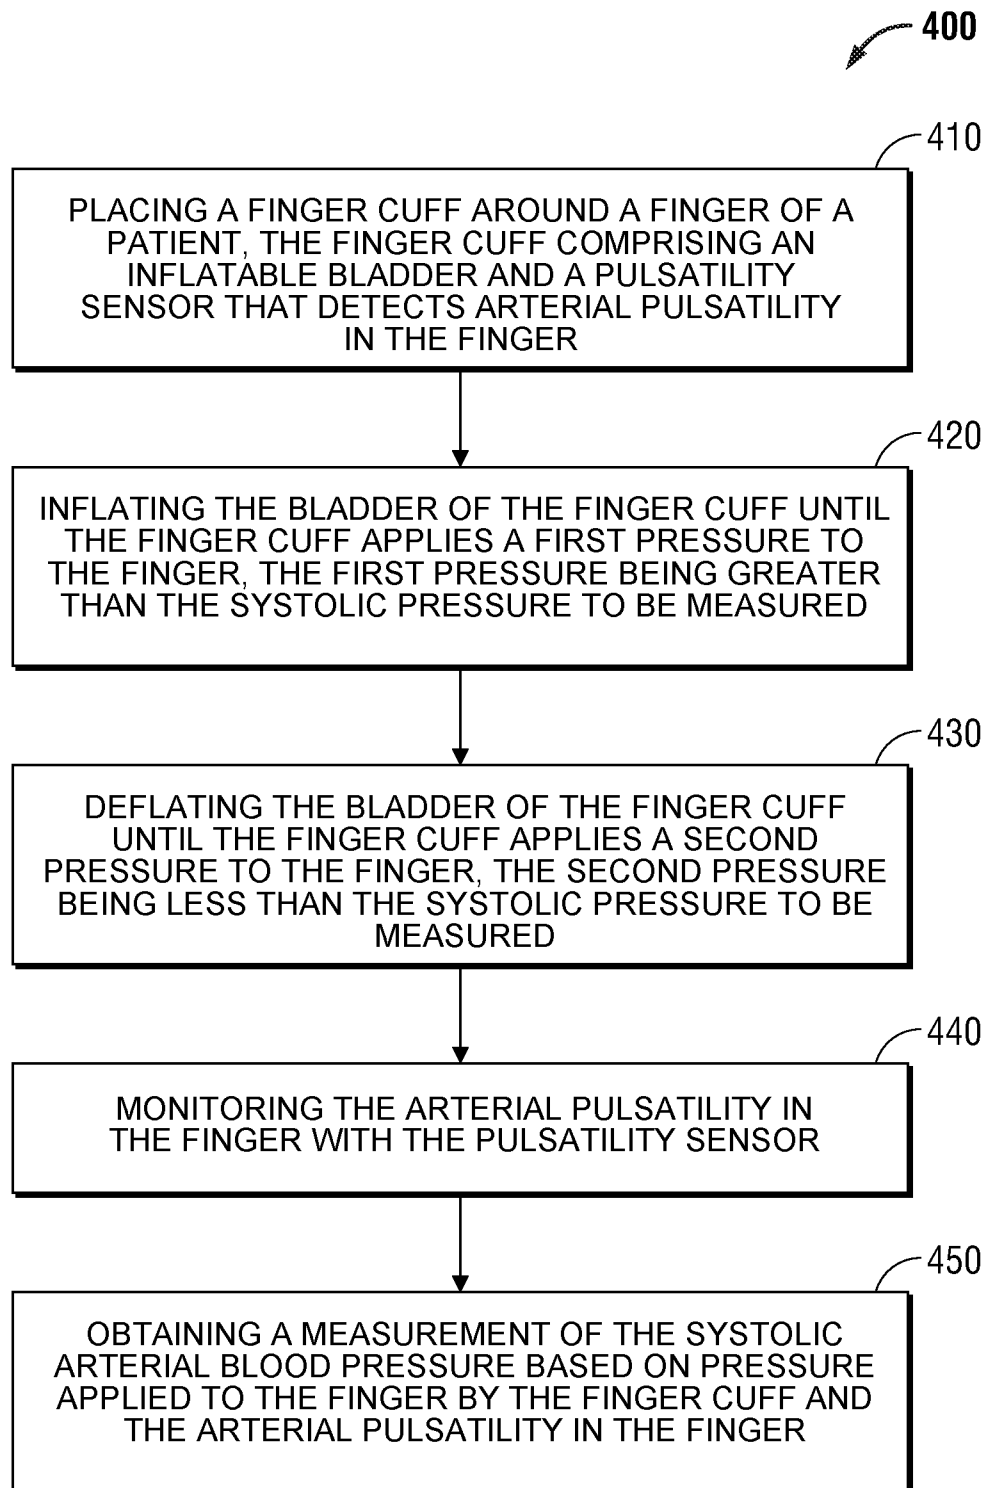 400
410
PLACING A FINGER CUFF AROUND A FINGER OF A
PATIENT, THE FINGER CUFF COMPRISING AN
INFLATABLE BLADDER AND A PULSATILITY
SENSOR THAT DETECTS ARTERIAL PULSATILITY
IN THE FINGER
420
INFLATING THE BLADDER OF THE FINGER CUFF UNTIL
THE FINGER CUFF APPLIES A FIRST PRESSURE TO
THE FINGER, THE FIRST PRESSURE BEING GREATER
THAN THE SYSTOLIC PRESSURE TO BE MEASURED
430
DEFLATING THE BLADDER OF THE FINGER CUFF
UNTIL THE FINGER CUFF APPLIES A SECOND
PRESSURE TO THE FINGER, THE SECOND PRESSURE
BEING LESS THAN THE SYSTOLIC PRESSURE TO BE
MEASURED
440
MONITORING THE ARTERIAL PULSATILITY IN
THE FINGER WITH THE PULSATILITY SENSOR
450
OBTAINING A MEASUREMENT OF THE SYSTOLIC
ARTERIAL BLOOD PRESSURE BASED ON PRESSURE
APPLIED TO THE FINGER BY THE FINGER CUFF AND
THE ARTERIAL PULSATILITY IN THE FINGER